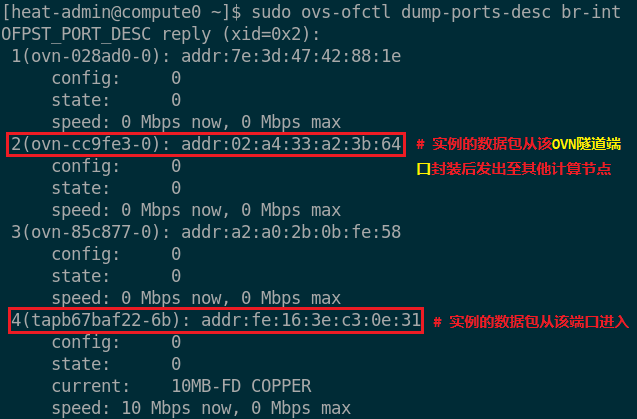 [heat-admin@compute0 ~]$ sudo ovs-ofctl dump-ports-desc br-int
OFPST_PORT_DESC reply (xid=0x2):
1(ovn-028ad0-0): addr:7e:3d:47:42:88:1e
config:     0
state:      0
speed: 0 Mbps now, 0 Mbps max
2(ovn-cc9fe3-0): addr:02:a4:33:a2:3b:64 # 实例的数据包从该OVN隧道端
口封装后发出至其他计算节点
config:     0
state:      0
speed: 0 Mbps now, 0 Mbps max
3(ovn-85c877-0): addr:a2:a0:2b:0b:fe:58
config:     0
state:      0
speed: 0 Mbps now, 0 Mbps max
4(tapb67baf22-6b): addr:fe:16:3e:c3:0e:31 # 实例的数据包从该端口进入
config:     0
state:      0
current:    10MB-FD COPPER
speed: 10 Mbps now, 0 Mbps max